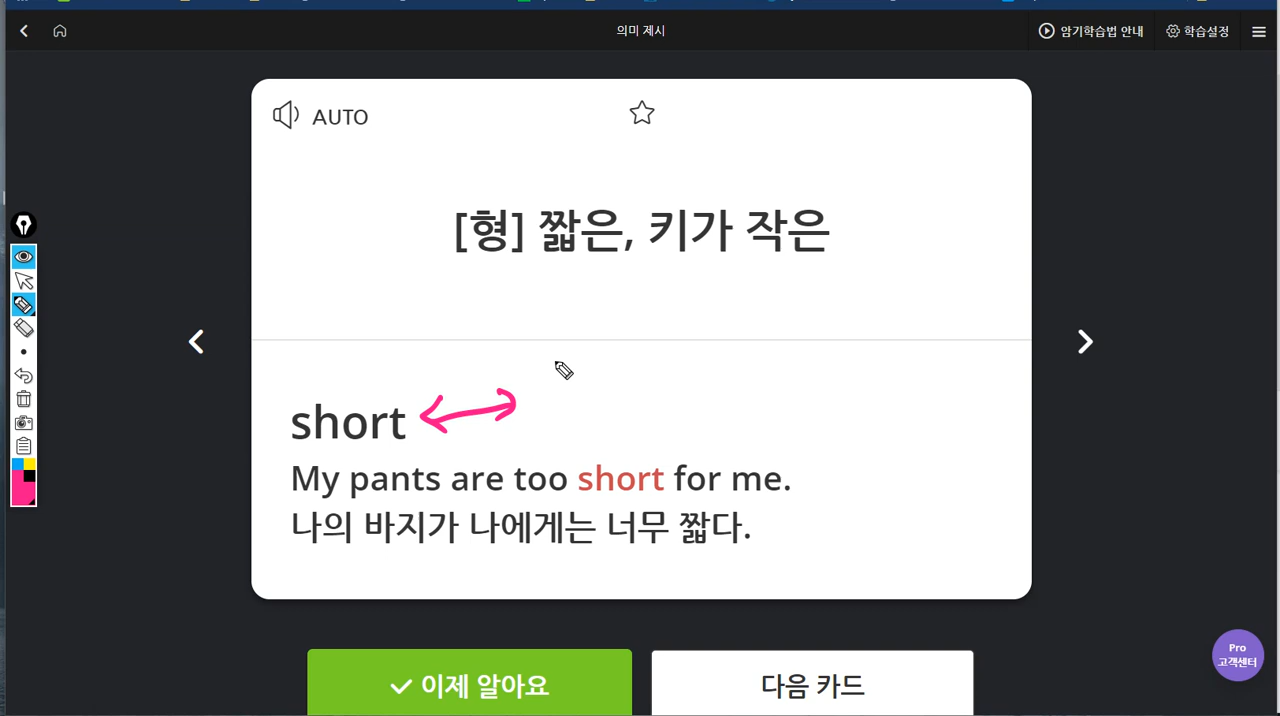 의미 제시
암기학습법 안내
학습설정
AUTO
[형] 짧은, 키가 작은
short
My pants are too short for me.
나의 바지가 나에게는 너무 짧다.
이제 알아요
다음 카드
Pro
고객센터